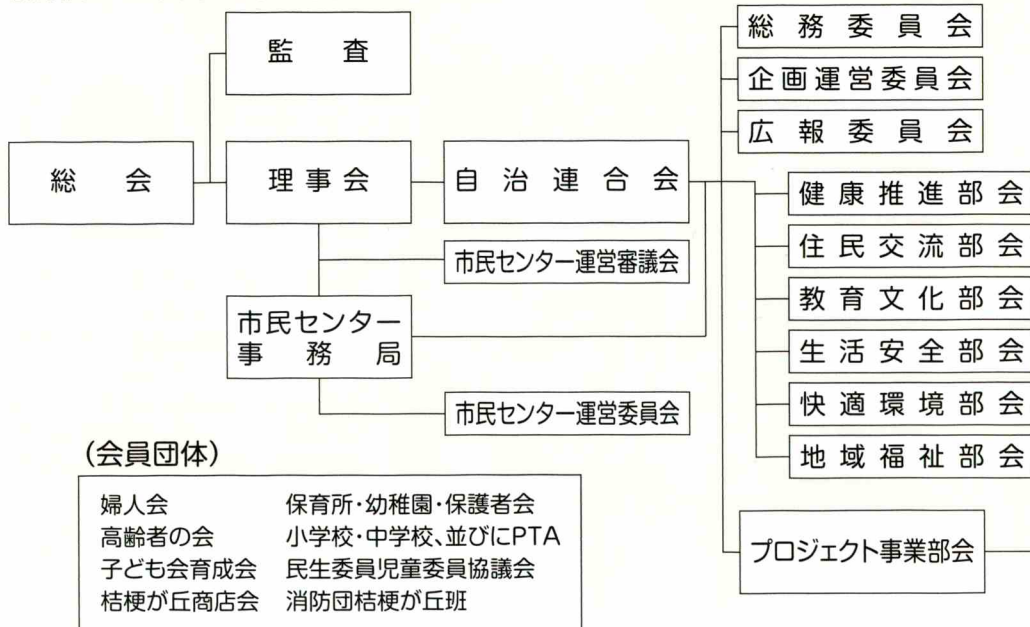 監査
総会
理事会
自治連合会
市民センター運営審議会
市民センター
事務局
市民センター運営委員会
総務委員会
企画運営委員会
広報委員会
健康推進部会
住民交流部会
教育文化部会
生活安全部会
快適環境部会
地域福祉部会
プロジェクト事業部会
(会員団体)
婦人会 保育所・幼稚園・保護者会
高齢者の会 小学校・中学校、並びにPTA
子ども会育成会 民生委員児童委員協議会
桔梗が丘商店会 消防団桔梗が丘班